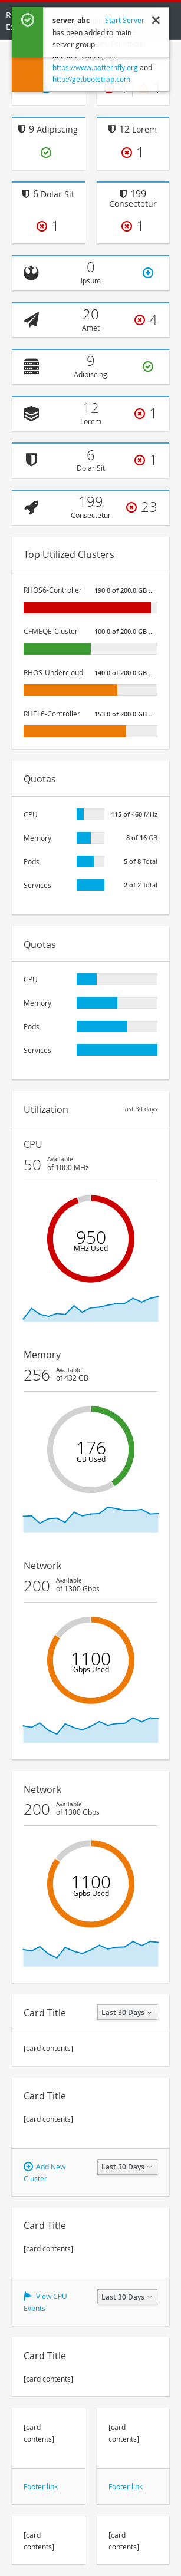 server_abc Start Server
has been added to main
server group.
https://www.patternfly.org and
http://getbootstrap.com.
9 Adipiscing
12 Lorem
1
6 Dolar Sit
199
Consectetur
1
1
0
Ipsum
20
Amet
4
9
Adipiscing
12
Lorem
1
6
Dolar Sit
1
199
Consectetur
23
Top Utilized Clusters
RHOS6-Controller 190.0 of 200.0 GB ...
CFMEQE-Cluster 100.0 of 200.0 GB ...
RHOS-Undercloud 140.0 of 200.0 GB ...
RHEL6-Controller 153.0 of 200.0 GB ...
Quotas
CPU 115 of 460 MHz
Memory 8 of 16 GB
Pods 5 of 8 Total
Services 2 of 2 Total
Quotas
CPU
Memory
Pods
Services
Utilization Last 30 days
CPU
50 Available
of 1000 MHz
950
MHz Used
Memory
256 Available
of 432 GB
176
GB Used
Network
200 Available
of 1300 Gbps
1100
Gbps Used
Network
200 Available
of 1300 Gbps
1100
Gpbs Used
Card Title Last 30 Days
[card contents]
Card Title
[card contents]
Add New
Cluster
Last 30 Days
Card Title
[card contents]
View CPU
Events
Last 30 Days
Card Title
[card contents]
[card
contents]
[card
contents]
Footer link
Footer link
[card
contents]
[card
contents]